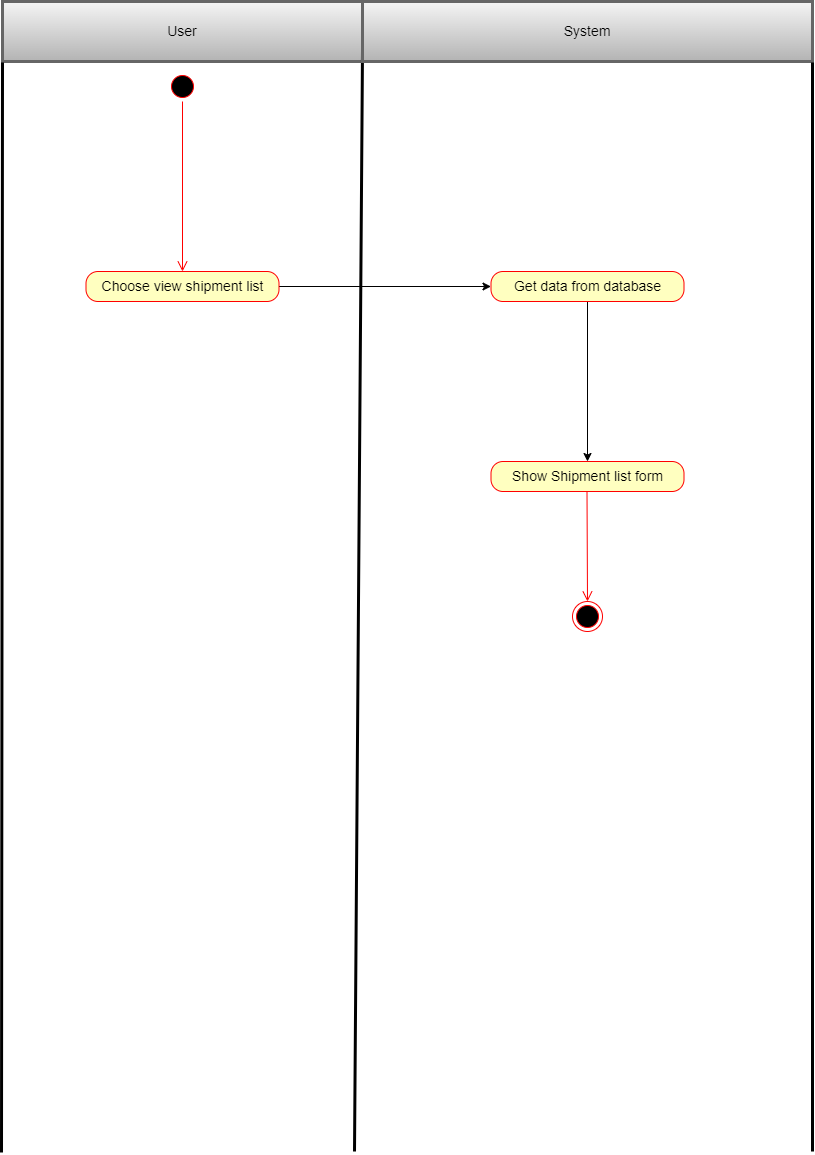 User
System
Choose view shipment list
Get data from database
Show Shipment list form